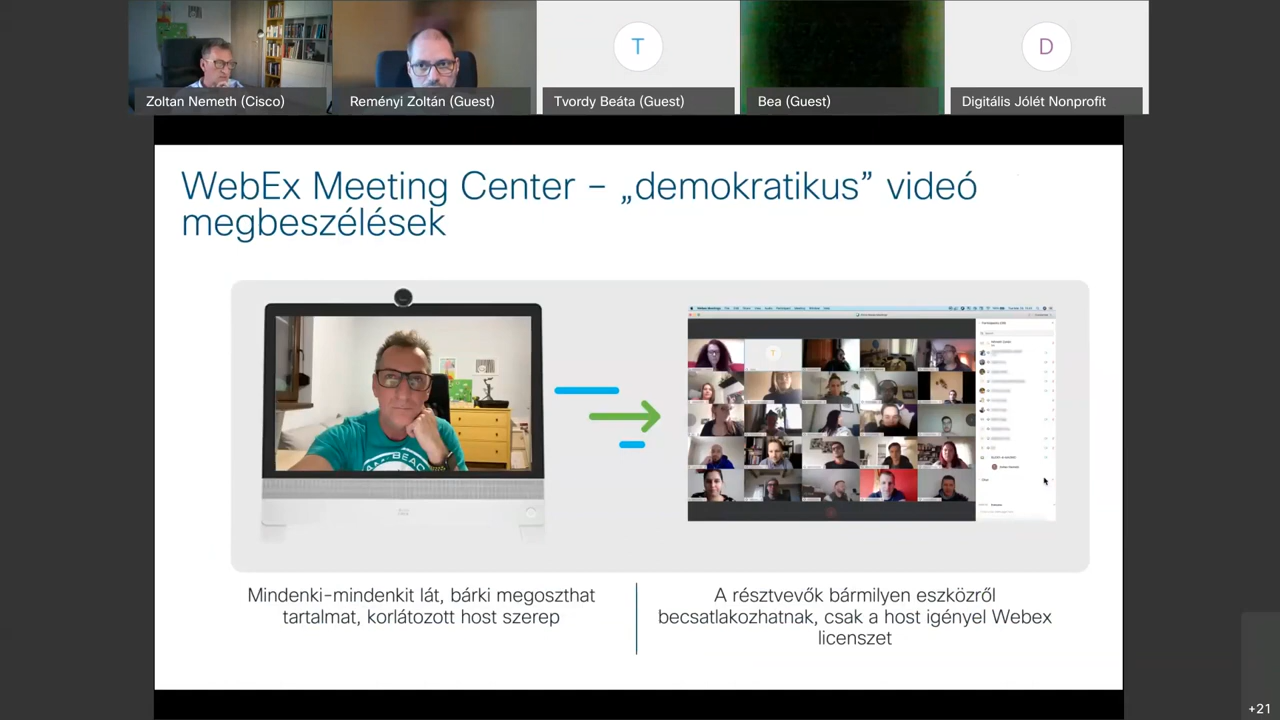 T
D
Zoltan Nemeth (Cisco)
Reményi Zoltán (Guest)
Tvordy Beáta (Guest)
Bea (Guest)
Digitális Jólét Nonprofit
WebEx Meeting Center – „demokratikus” videó
megbeszélések
Mindenki-mindenkit lát, bárki megoszthat
tartalmat, korlátozott host szerep
A résztvevők bármilyen eszközről
becsatlakozhatnak, csak a host igényel Webex
licenszet
+21